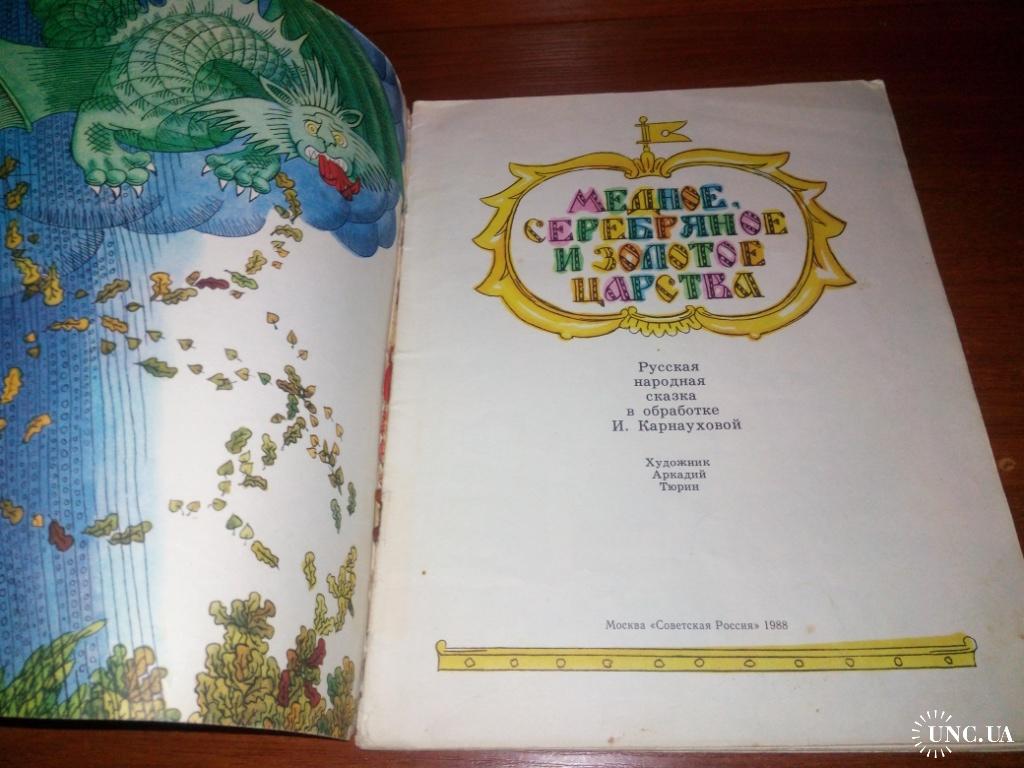 МЕДНОЕ,
СЕРЕБРЯНОЕ
И ЗОЛОТОЕ
ЦАРСТВА
Русская
народная
сказка
в обработке
И. Карнауховой
Художник
Аркадий
Тюрин
Москва «Советская Россия» 1988
UNC.UA